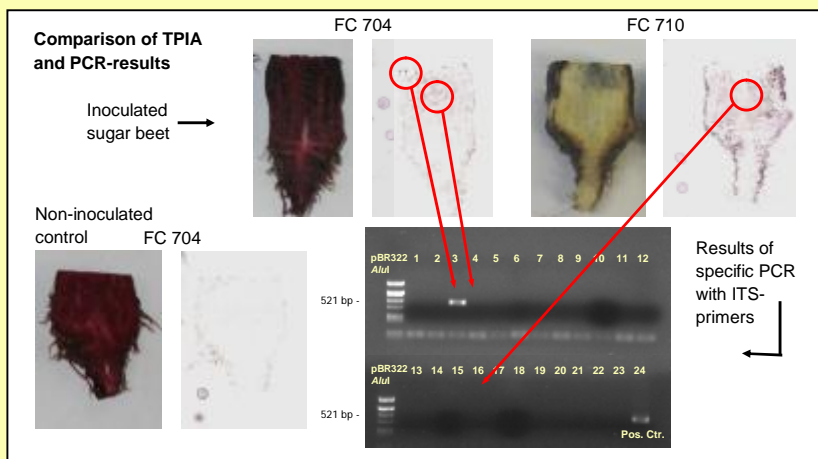 Comparison of TPIA
and PCR-results
FC 704
FC 710
Inoculated
sugar beet
Non-inoculated
control
FC 704
Results of
specific PCR
with ITS-
primers
pBR322 1 2 3 4 5 6 7 8 9 10 11 12
AluI
521 bp -
pBR322 13 14 15 16 17 18 19 20 21 22 23 24
AluI
521 bp -
Pos. Ctr.